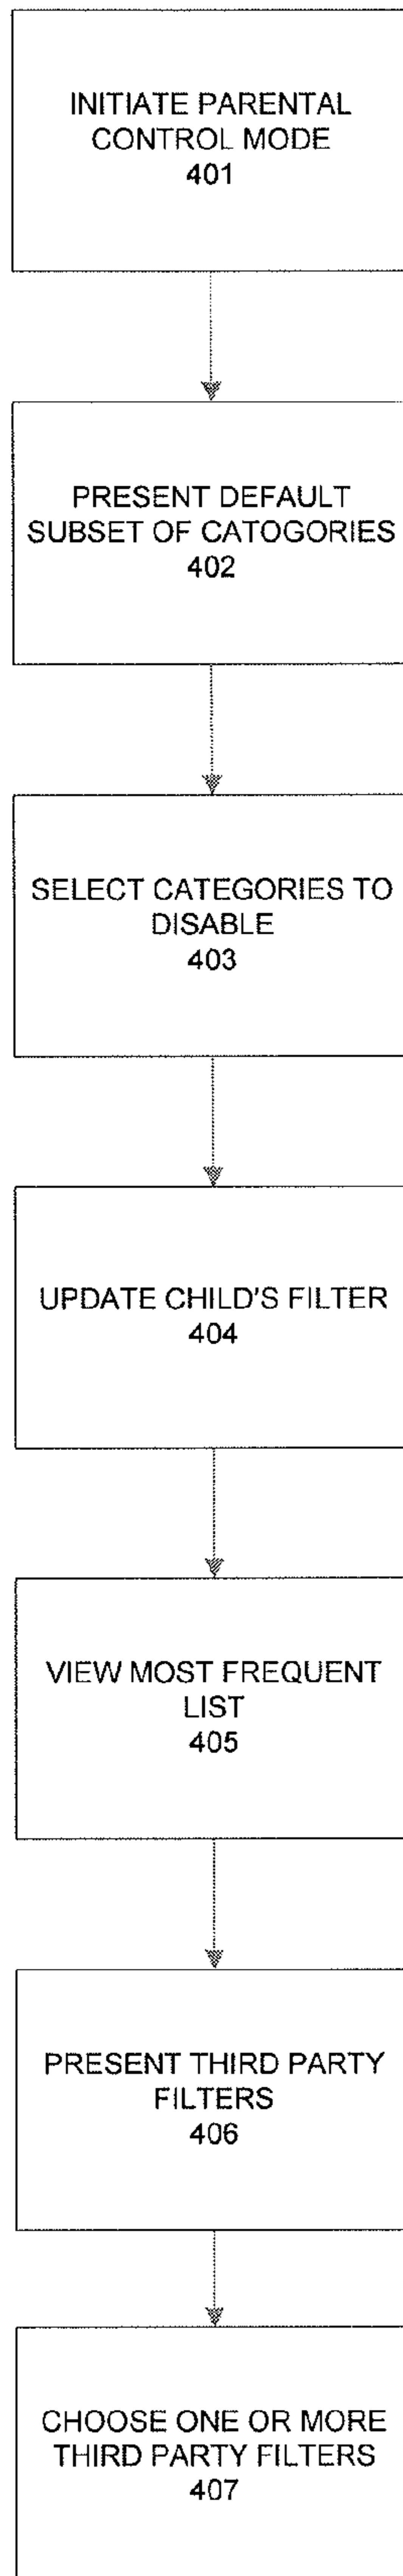 INITIATE PARENTAL
CONTROL MODE
401
PRESENT DEFAULT
SUBSET OF CATOGORIES
402
SELECT CATEGORIES TO
DISABLE
403
UPDATE CHILD'S FILTER
404
VIEW MOST FREQUENT
LIST
405
PRESENT THIRD PARTY
FILTERS
406
CHOOSE ONE OR MORE
THIRD PARTY FILTERS
407